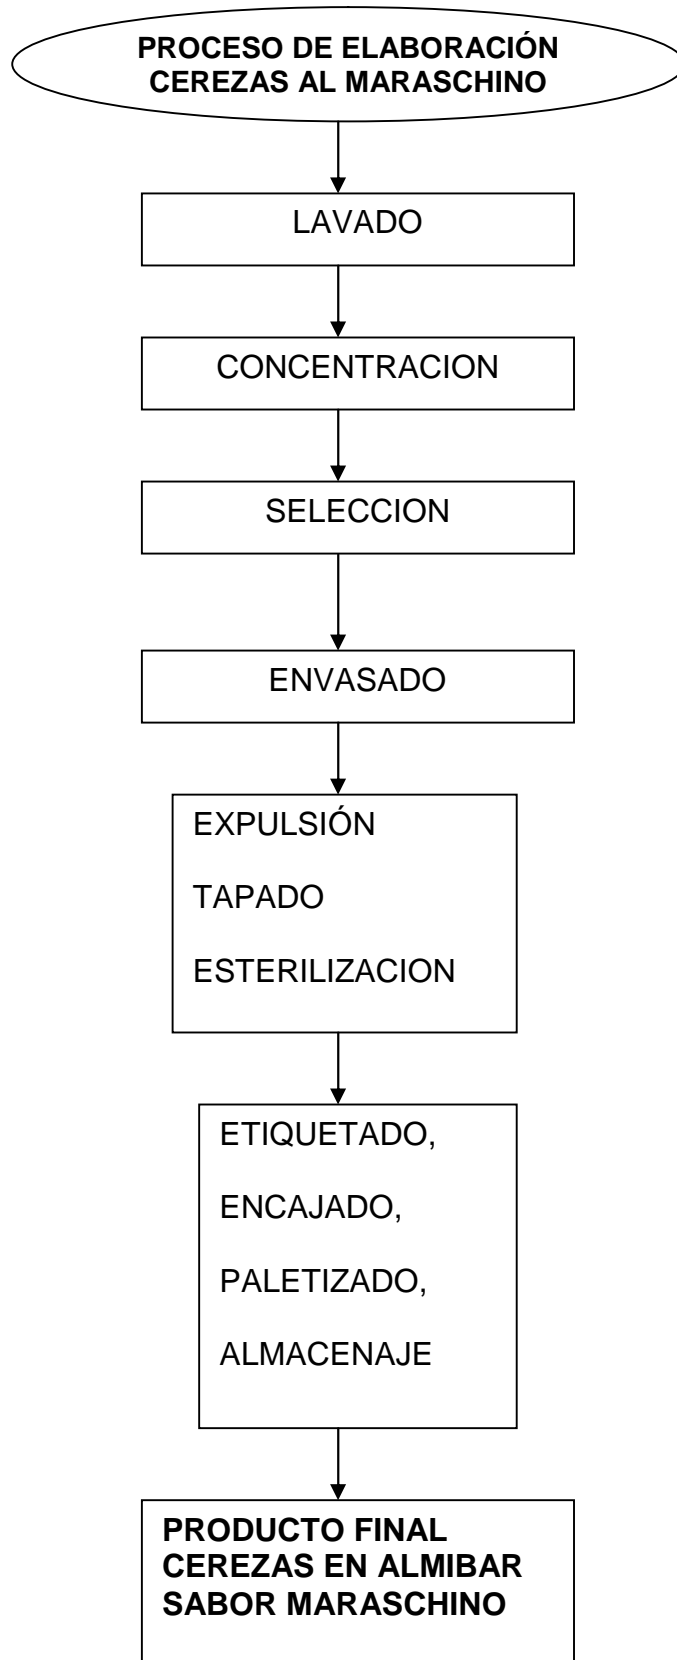 PROCESO DE ELABORACIÓN
CEREZAS AL MARASCHINO
LAVADO
CONCENTRACION
SELECCION
ENVASADO
EXPULSIÓN
TAPADO
ESTERILIZACION
ETIQUETADO,
ENCAJADO,
PALETIZADO,
ALMACENAJE
PRODUCTO FINAL
CEREZAS EN ALMIBAR
SABOR MARASCHINO